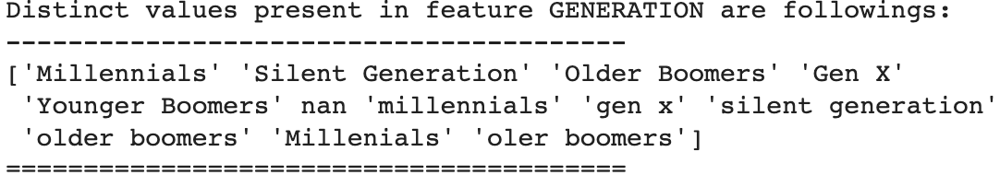 Distinct values present in feature GENERATION are followings:
----------------------------------------
['Millennials' 'Silent Generation' 'Older Boomers' 'Gen X'
'Younger Boomers' nan 'millennials' 'gen x' 'silent generation'
'older boomers' 'Millenials' 'oler boomers']
========================================